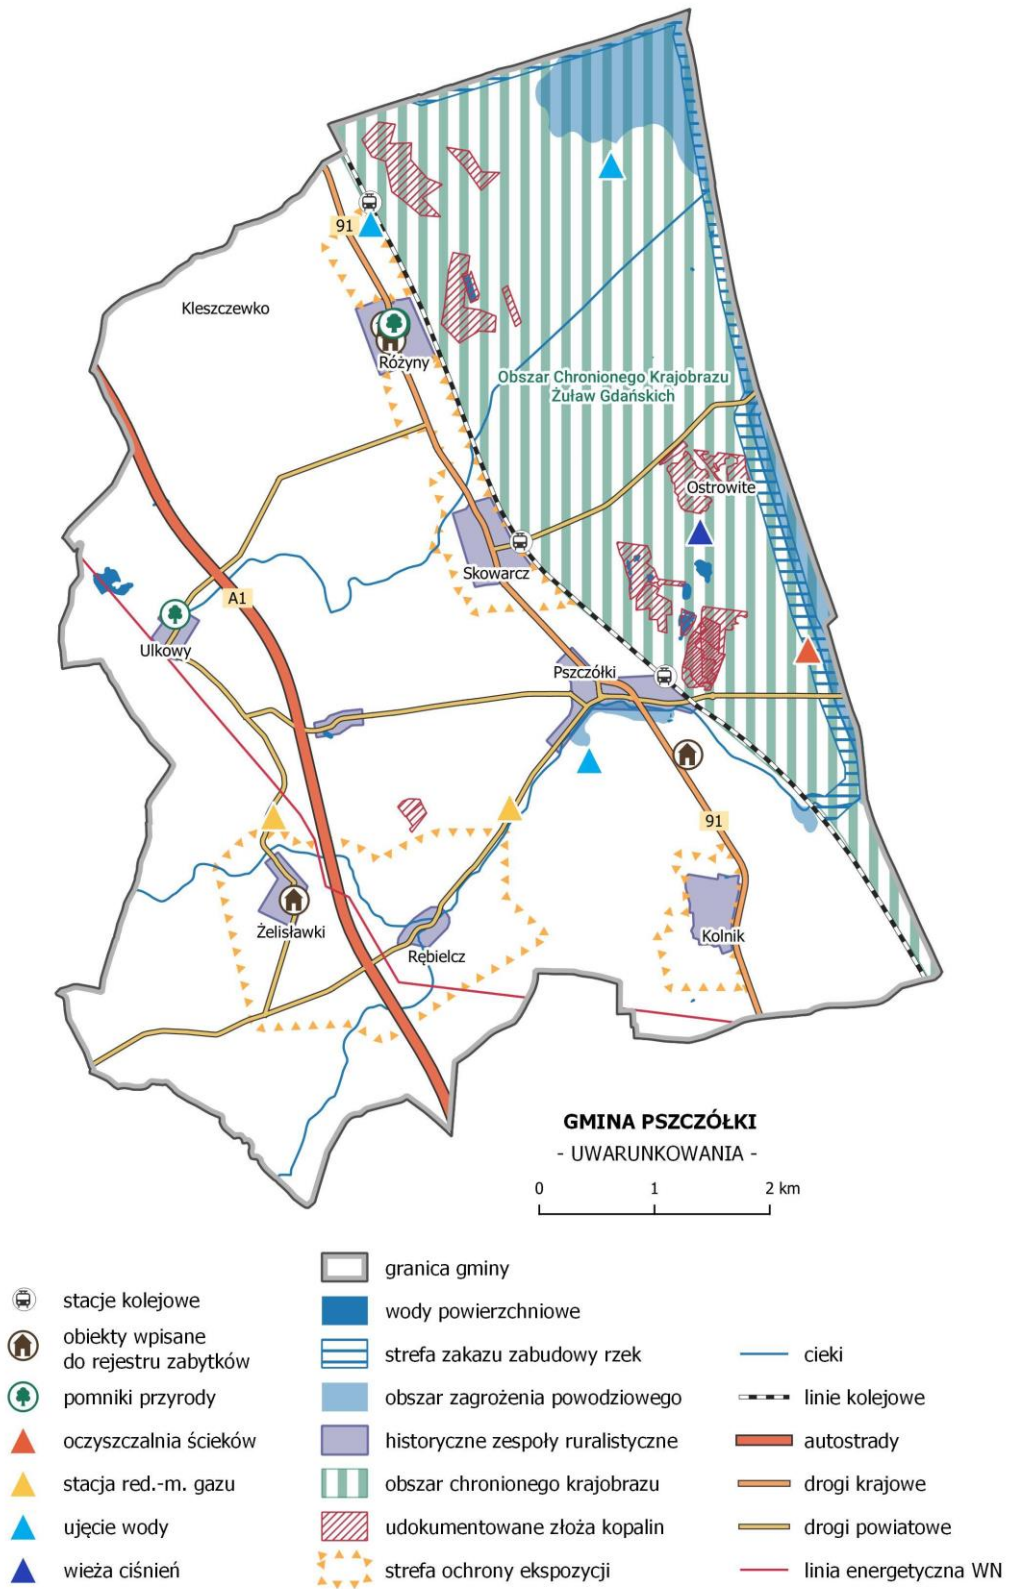 91
Kleszczewko
Różyny
Obszar Chronionego Krajobrazu
Żuław Gdańskich
Ostrowite
Skowarcz
A1
Ulkowy
Pszczółki
91
Żelisławki
Rębielcz
Kolnik
GMINA PSZCZÓŁKI
- UWARUNKOWANIA -
0 1 2 km
stacje kolejowe
obiekty wpisane
do rejestru zabytków
pomniki przyrody
oczyszczalnia ścieków
stacja red.-m. gazu
ujęcie wody
wieża ciśnień
granica gminy
wody powierzchniowe
strefa zakazu zabudowy rzek
obszar zagrożenia powodziowego
historyczne zespoły ruralistyczne
obszar chronionego krajobrazu
udokumentowane złoża kopalin
strefa ochrony ekspozycji
cieki
linie kolejowe
autostrady
drogi krajowe
drogi powiatowe
linia energetyczna WN